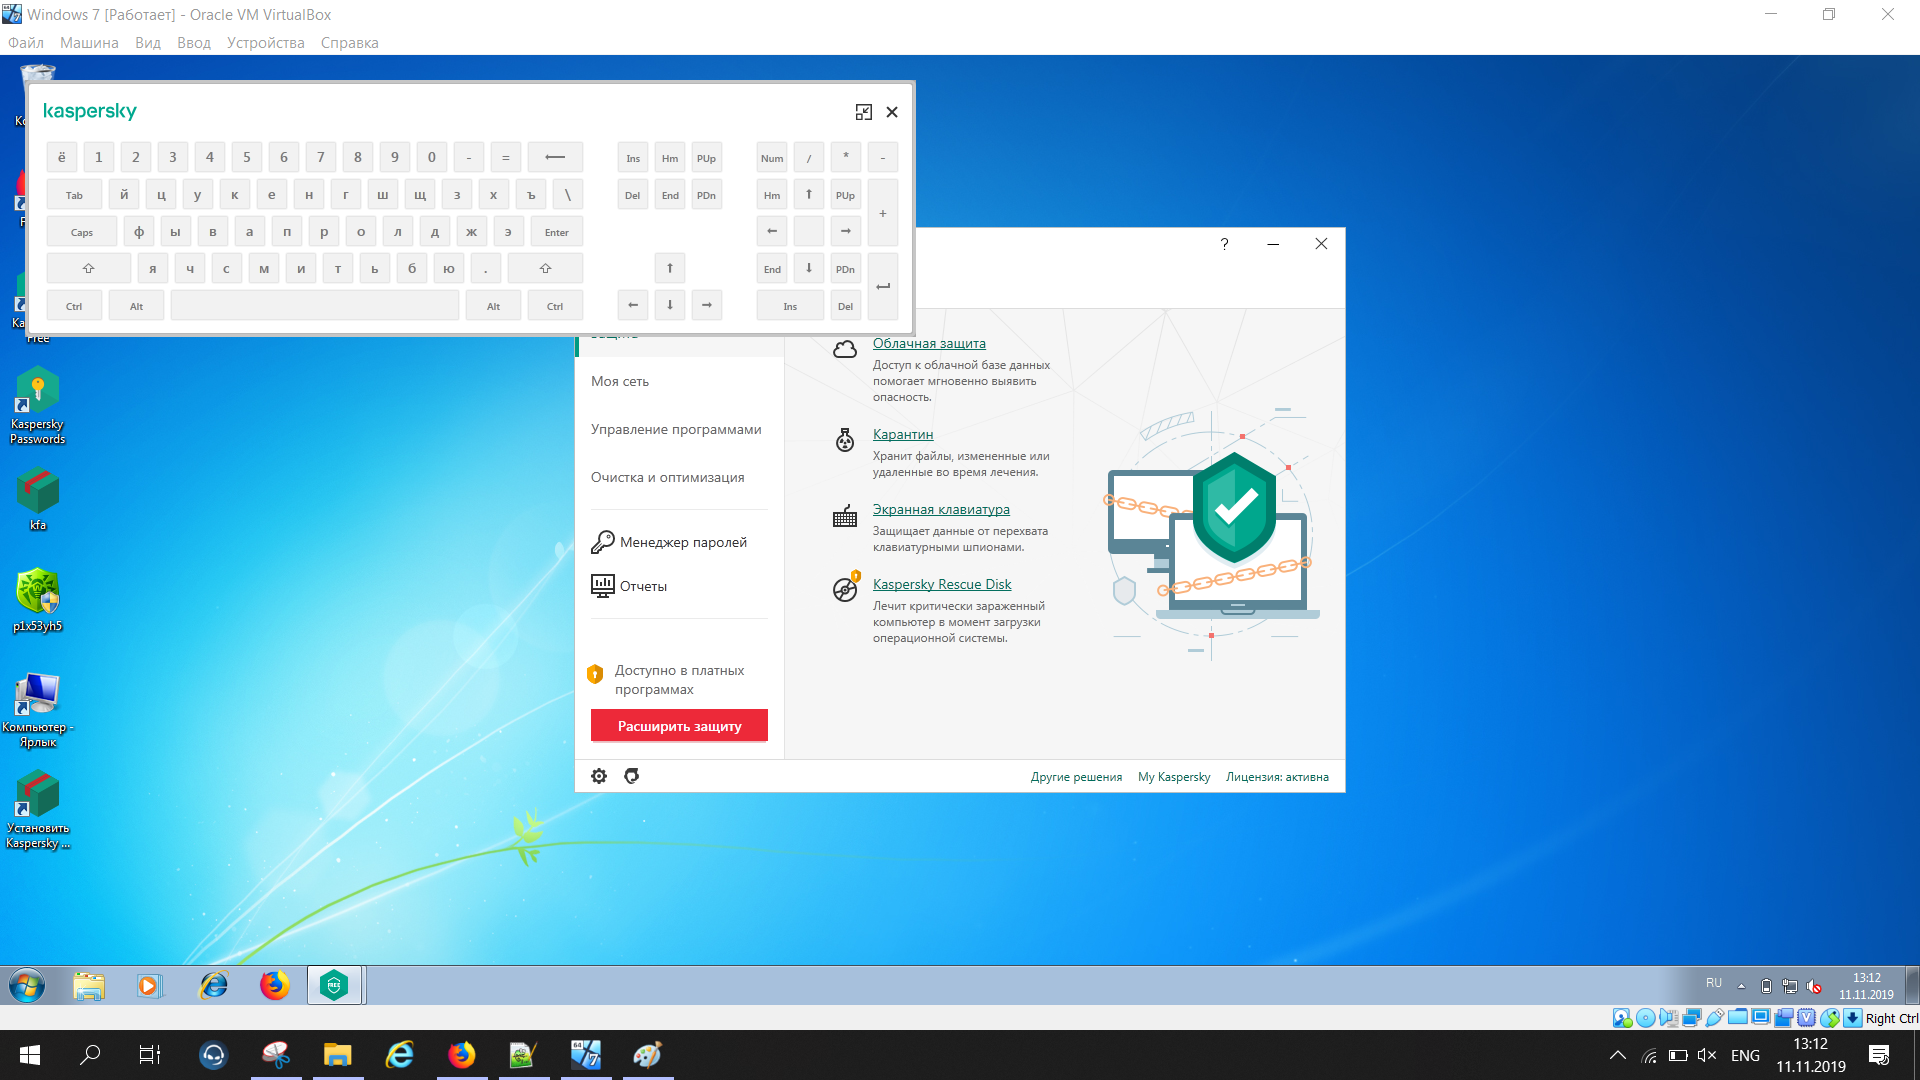 Windows 7 [Работает] - Oracle VM VirtualBox
Файл Машина Вид Ввод Устройства Справка
kaspersky
ё 1 2 3 4 5 6 7 8 9 0 - = Ins Hm PUp Num / * -
Tab й ц у к е н г ш щ з х ъ \ Del End PDn Hm PUp +
Caps ф ы в а п р о л д ж э Enter
я ч с м и т ь б ю . End PDn
Ctrl Alt Alt Ctrl Ins Del
?
Free
Kaspersky
Passwords
kfa
p1x53yh5
Компьютер -
Ярлык
Установить
Kaspersky ...
Моя сеть
Управление программами
Очистка и оптимизация
Менеджер паролей
Отчеты
Доступно в платных
программах
Расширить защиту
Облачная защита
Доступ к облачной базе данных
помогает мгновенно выявить
опасность.
Карантин
Хранит файлы, измененные или
удаленные во время лечения.
Экранная клавиатура
Защищает данные от перехвата
клавиатурными шпионами.
Kaspersky Rescue Disk
Лечит критически зараженный
компьютер в момент загрузки
операционной системы.
Другие решения My Kaspersky Лицензия: активна
FREE
RU
13:12
11.11.2019
Right Ctrl
64
7
ENG
13:12
11.11.2019